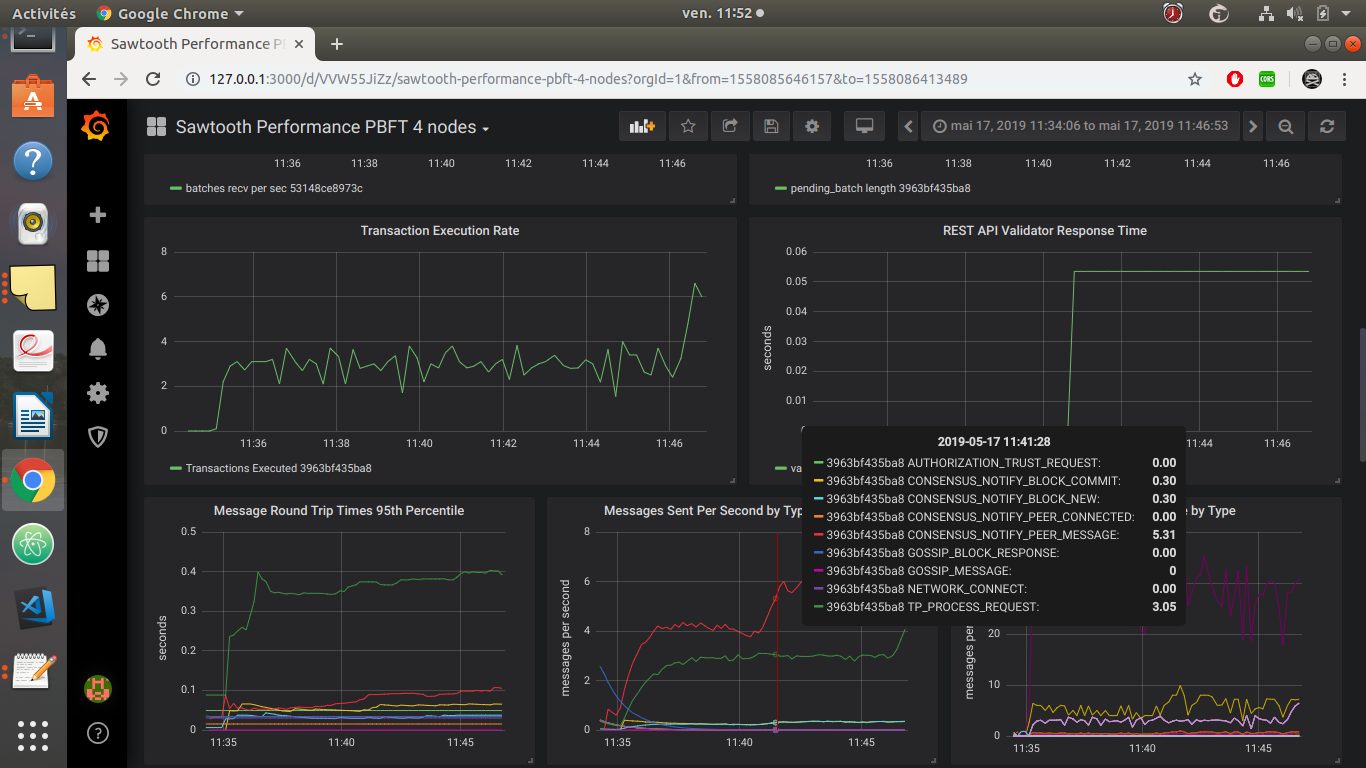 Activités
Google Chrome
ven. 11:52
Sawtooth Performance P
127.0.0.1:3000/d/VVW55JiZz/sawtooth-performance-pbft-4-nodes?orgId=1&from=1558085646157&to=1558086413489
CORS
Sawtooth Performance PBFT 4 nodes
mai 17, 2019 11:34:06 to mai 17, 2019 11:46:53
11:36 11:38 11:40 11:42 11:44 11:46
batches recv per sec 53148ce8973c
11:36 11:38 11:40 11:42 11:44 11:46
pending_batch length 3963bf435ba8
Transaction Execution Rate
8
6
4
2
0
11:36 11:38 11:40 11:42 11:44 11:46
Transactions Executed 3963bf435ba8
REST API Validator Response Time
seconds
0.06
0.05
0.04
0.03
0.02
0.01
11:44 11:46
va
2019-05-17 11:41:28
3963bf435ba8 AUTHORIZATION_TRUST_REQUEST: 0.00
3963bf435ba8 CONSENSUS_NOTIFY_BLOCK_COMMIT: 0.30
3963bf435ba8 CONSENSUS_NOTIFY_BLOCK_NEW: 0.30
3963bf435ba8 CONSENSUS_NOTIFY_PEER_CONNECTED: 0.00
3963bf435ba8 CONSENSUS_NOTIFY_PEER_MESSAGE: 5.31
3963bf435ba8 GOSSIP_BLOCK_RESPONSE: 0.00
3963bf435ba8 GOSSIP_MESSAGE: 0
3963bf435ba8 NETWORK_CONNECT: 0.00
3963bf435ba8 TP_PROCESS_REQUEST: 3.05
Message Round Trip Times 95th Percentile
seconds
0.5
0.4
0.3
0.2
0.1
0
11:35 11:40 11:45
Messages Sent Per Second by Typ
messages per second
8
6
4
2
0
11:35 11:40 11:45
e by Type
messages per
20
10
0
11:35 11:40 11:45